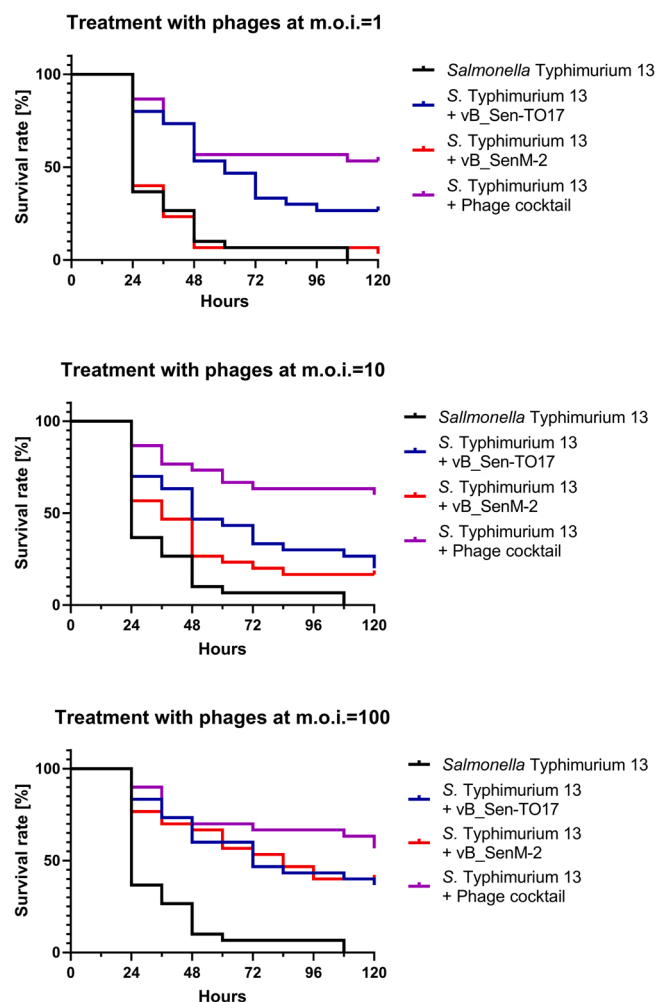 Treatment with phages at m.o.i.=1
100
50
0
Survival rate [%]
0 24 48 72 96 120
Hours
Salmonella Typhimurium 13
S. Typhimurium 13
+ vB_Sen-TO17
S. Typhimurium 13
+ vB_SenM-2
S. Typhimurium 13
+ Phage cocktail
Treatment with phages at m.o.i.=10
100
50
0
Survival rate [%]
0 24 48 72 96 120
Hours
Sallmonella Typhimurium 13
S. Typhimurium 13
+ vB_Sen-TO17
S. Typhimurium 13
+ vB_SenM-2
S. Typhimurium 13
+ Phage cocktail
Treatment with phages at m.o.i.=100
100
50
0
Survival rate [%]
0 24 48 72 96 120
Hours
Salmonella Typhimurium 13
S. Typhimurium 13
+ vB_Sen-TO17
S. Typhimurium 13
+ vB_SenM-2
S. Typhimurium 13
+ Phage cocktail